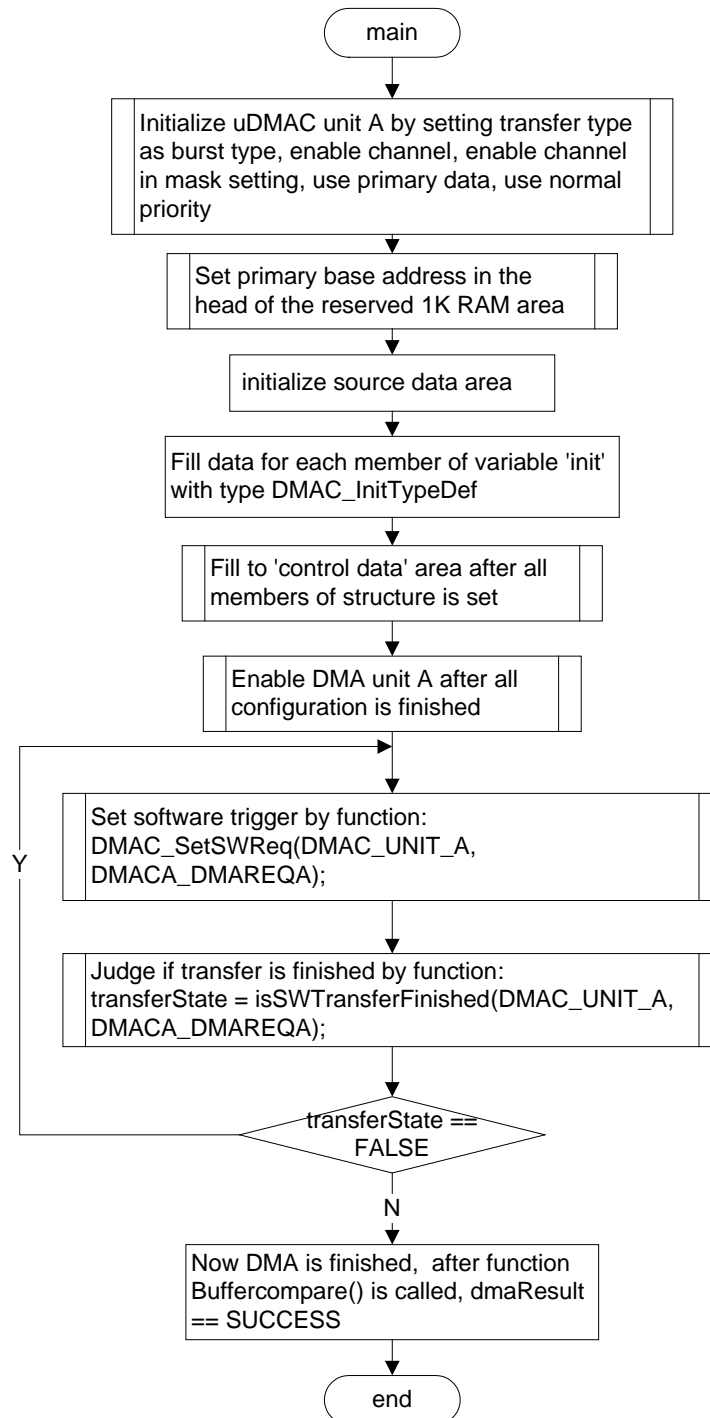 main
Initialize uDMAC unit A by setting transfer type
as burst type, enable channel, enable channel
in mask setting, use primary data, use normal
priority
Set primary base address in the
head of the reserved 1K RAM area
initialize source data area
Fill data for each member of variable 'init'
with type DMAC_InitTypeDef
Fill to 'control data' area after all
members of structure is set
Enable DMA unit A after all
configuration is finished
Set software trigger by function:
DMAC_SetSWReq(DMAC_UNIT_A,
DMACA_DMAREQA);
Y
Judge if transfer is finished by function:
transferState = isSWTransferFinished(DMAC_UNIT_A,
DMACA_DMAREQA);
transferState ==
FALSE
N
Now DMA is finished,  after function
Buffercompare() is called, dmaResult
== SUCCESS
end